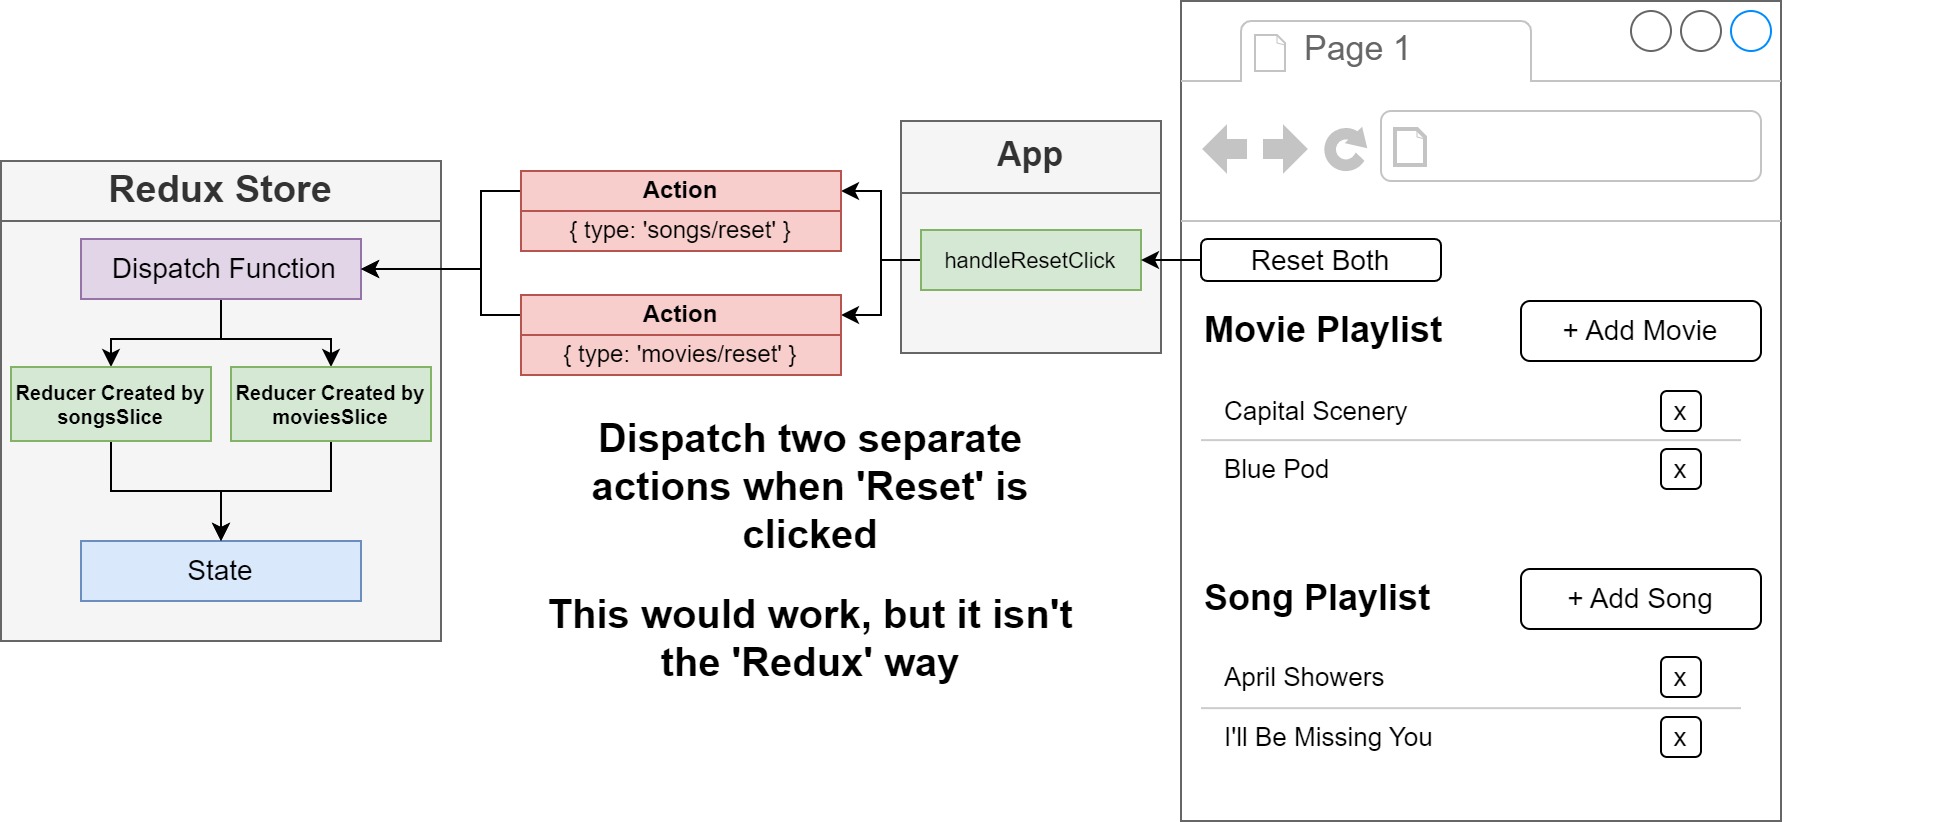 Redux Store
Dispatch Function
Reducer Created by
songsSlice
Reducer Created by
moviesSlice
State
Action
{ type: 'songs/reset' }
Action
{ type: 'movies/reset' }
Dispatch two separate
actions when 'Reset' is
clicked
This would work, but it isn't
the 'Redux' way
App
handleResetClick
Page 1
Reset Both
Movie Playlist
+ Add Movie
Capital Scenery
x
Blue Pod
x
Song Playlist
+ Add Song
April Showers
x
I'll Be Missing You
x